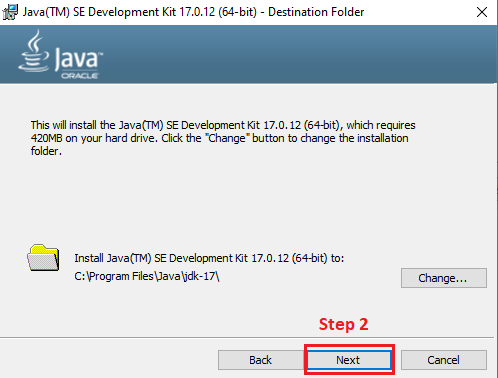 Java(TM) SE Development Kit 17.0.12 (64-bit) - Destination Folder
Java
ORACLE
This will install the Java(TM) SE Development Kit 17.0.12 (64-bit), which requires
420MB on your hard drive. Click the "Change" button to change the installation
folder.
Install Java(TM) SE Development Kit 17.0.12 (64-bit) to:
C:\Program Files\Java\jdk-17\
Change...
Step 2
Back Next Cancel